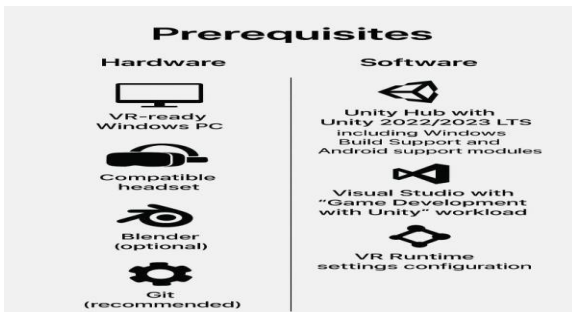 Prerequisites
Hardware
VR-ready
Windows PC
Compatible
headset
Blender
(optional)
Git
(recommended)
Software
Unity Hub with
Unity 2022/2023 LTS
including Windows
Build Support and
Android support modules
Visual Studio with
“Game Development
with Unity” workload
VR Runtime
settings configuration